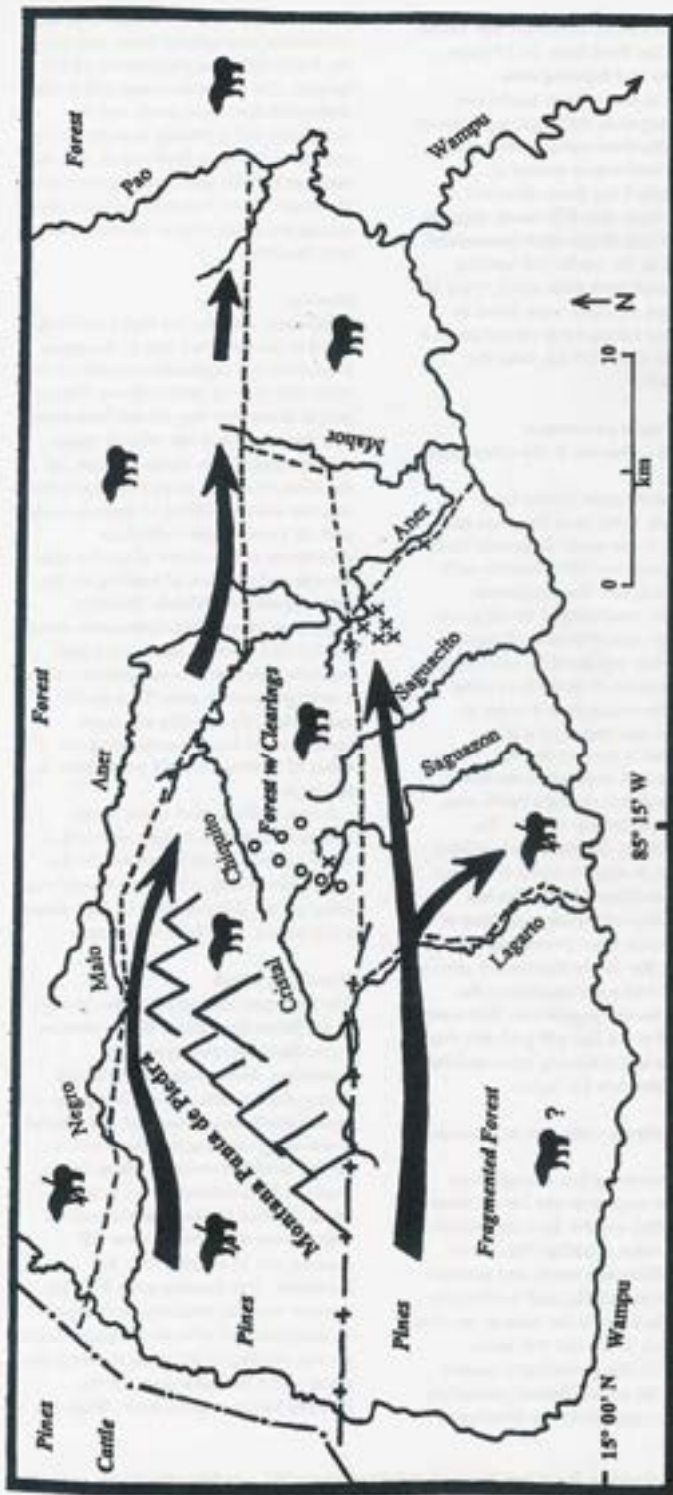 Pines
Forest
Forest
Cattle
Negro
Malo
Aner
Pao
Pines
Montana Punta de Piedra
Chiquito
Forest w/ Clearings
Cristal
Mahor
Aner
Saguacito
Wampu
Pines
Saguazon
Lagarto
Fragmented Forest
?
Wampu
0 km 10
N
15° 00' N
85° 15' W